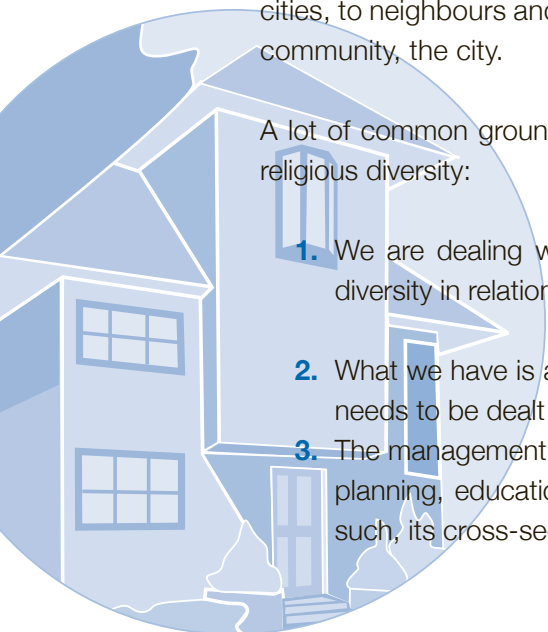 cities, to neighbours and
community, the city.
A lot of common groun
religious diversity:
1. We are dealing w
diversity in relation
2. What we have is a
needs to be dealt
3. The management
planning, educatio
such, its cross-se